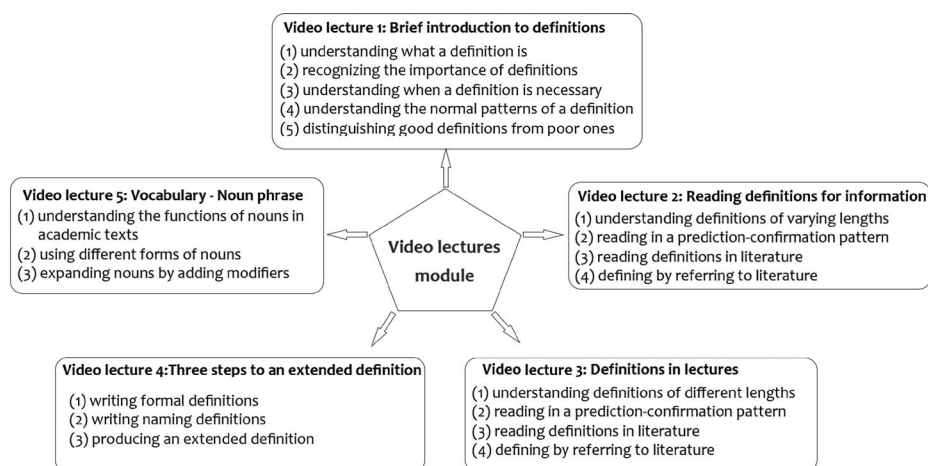 Video lecture 1: Brief introduction to definitions
(1) understanding what a definition is
(2) recognizing the importance of definitions
(3) understanding when a definition is necessary
(4) understanding the normal patterns of a definition
(5) distinguishing good definitions from poor ones
Video lecture 5: Vocabulary - Noun phrase
(1) understanding the functions of nouns in
academic texts
(2) using different forms of nouns
(3) expanding nouns by adding modifiers
Video lectures
module
Video lecture 2: Reading definitions for information
(1) understanding definitions of varying lengths
(2) reading in a prediction-confirmation pattern
(3) reading definitions in literature
(4) defining by referring to literature
Video lecture 4:Three steps to an extended definition
(1) writing formal definitions
(2) writing naming definitions
(3) producing an extended definition
Video lecture 3: Definitions in lectures
(1) understanding definitions of different lengths
(2) reading in a prediction-confirmation pattern
(3) reading definitions in literature
(4) defining by referring to literature